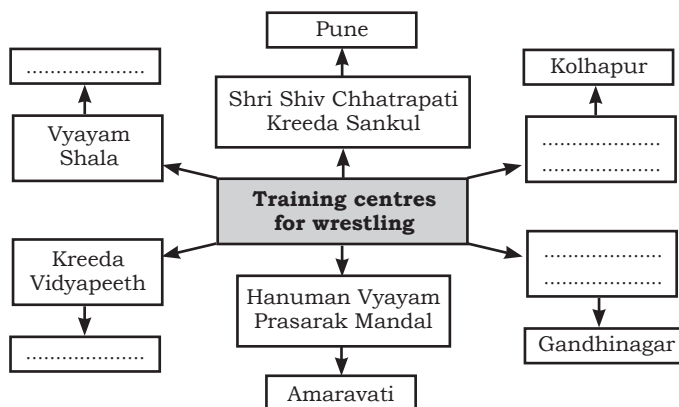 Pune
...................
Kolhapur
Shri Shiv Chhatrapati
Kreeda Sankul
Vyayam
Shala
.................
.................
Training centres
for wrestling
Kreeda
Vidyapeeth
.................
.................
Hanuman Vyayam
Prasarak Mandal
...................
Gandhinagar
Amaravati